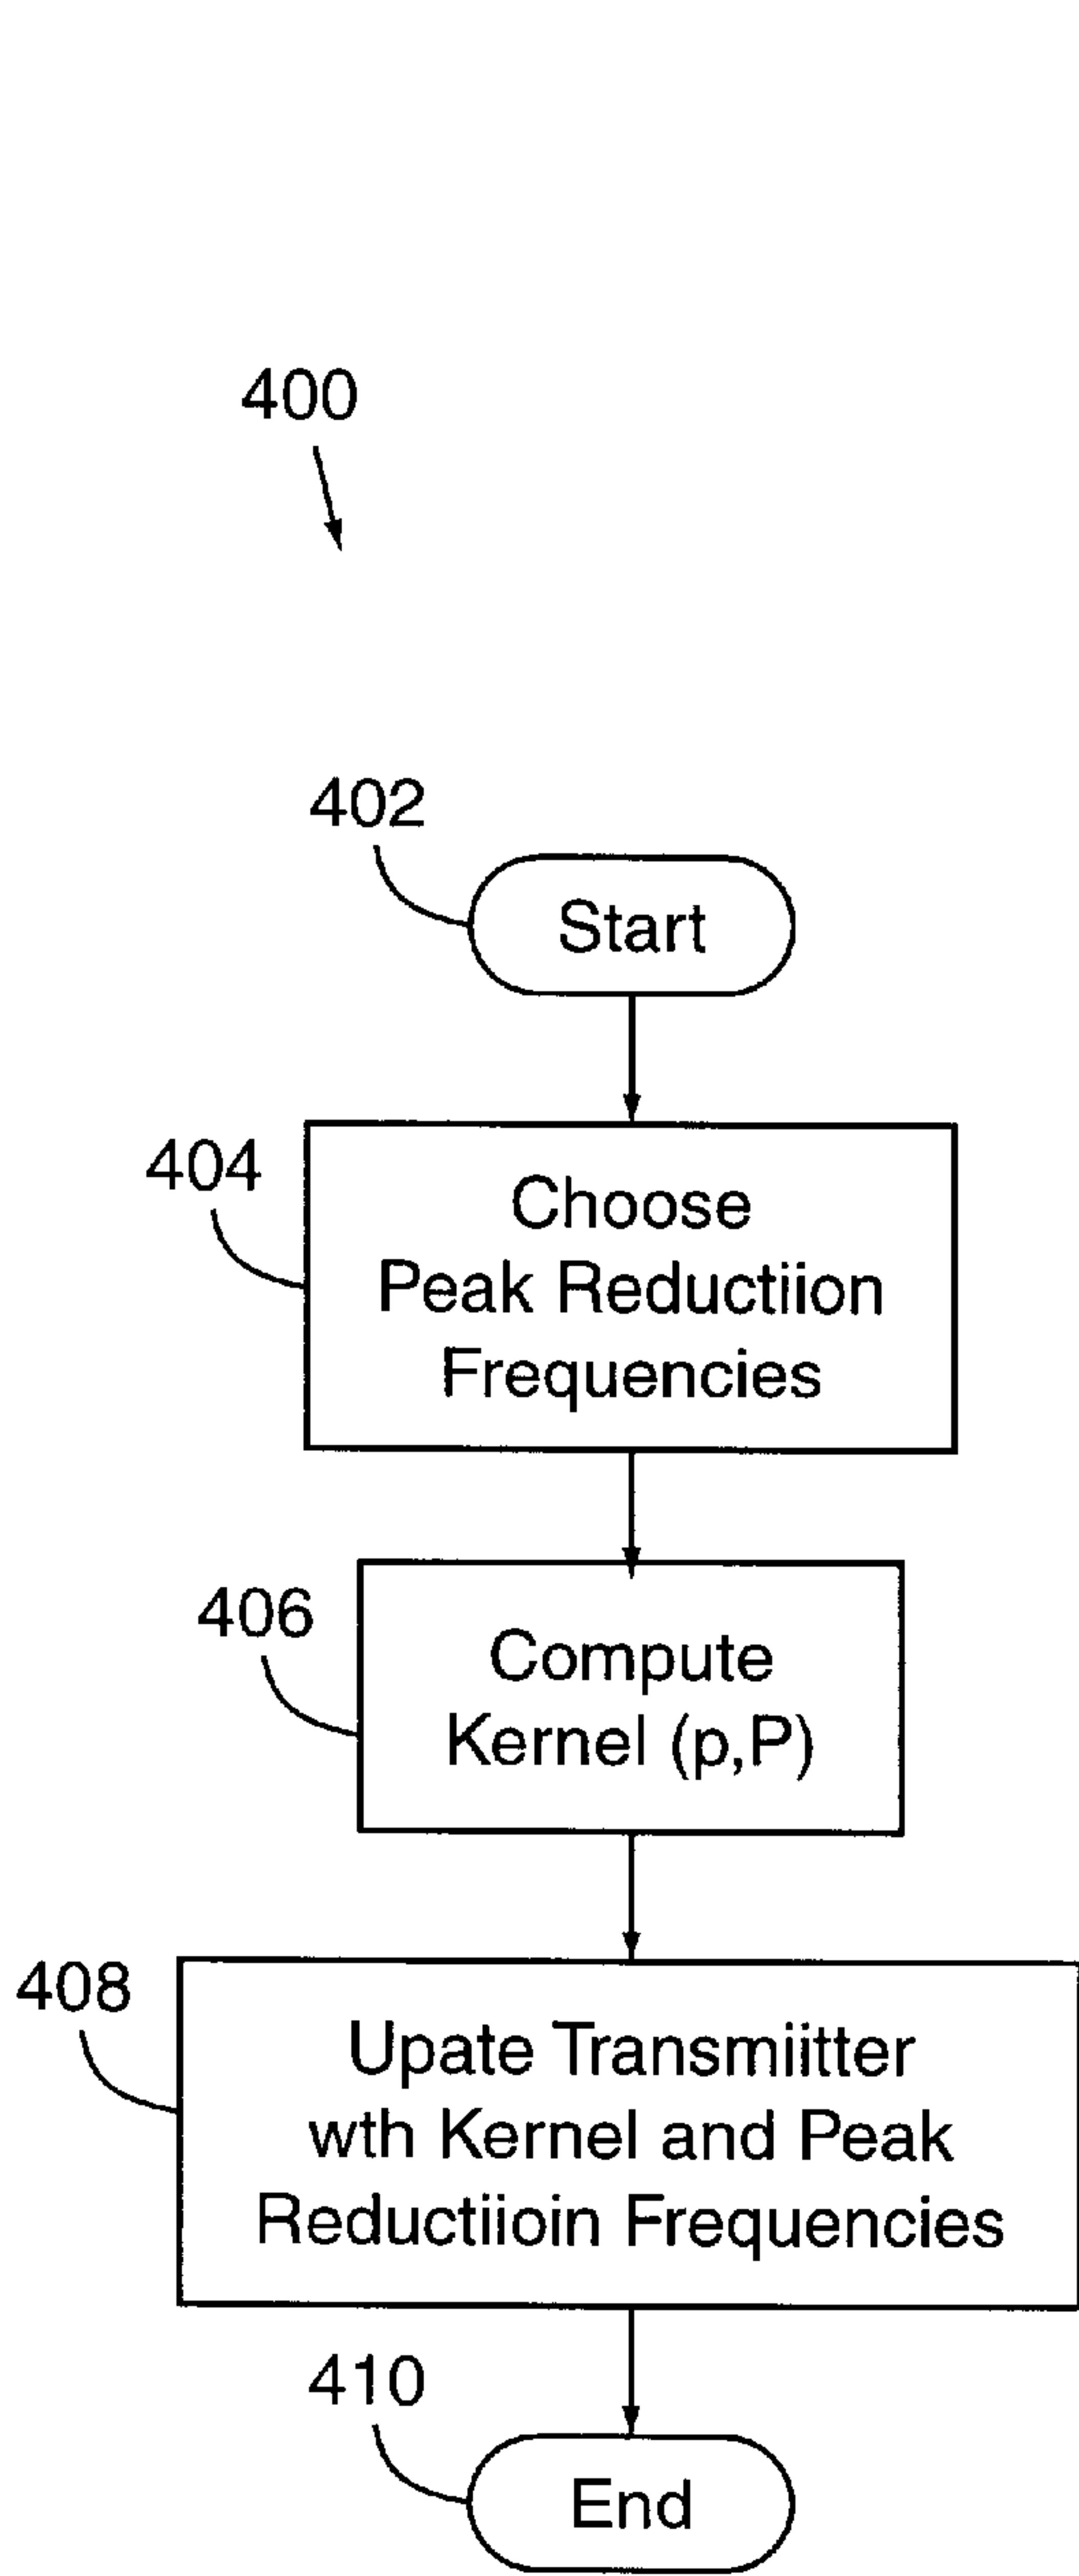 400
402
Start
404
Choose
Peak Reductiion
Frequencies
406
Compute
Kernel (p,P)
408
Upate Transmiitter
wth Kernel and Peak
Reductiioin Frequencies
410
End